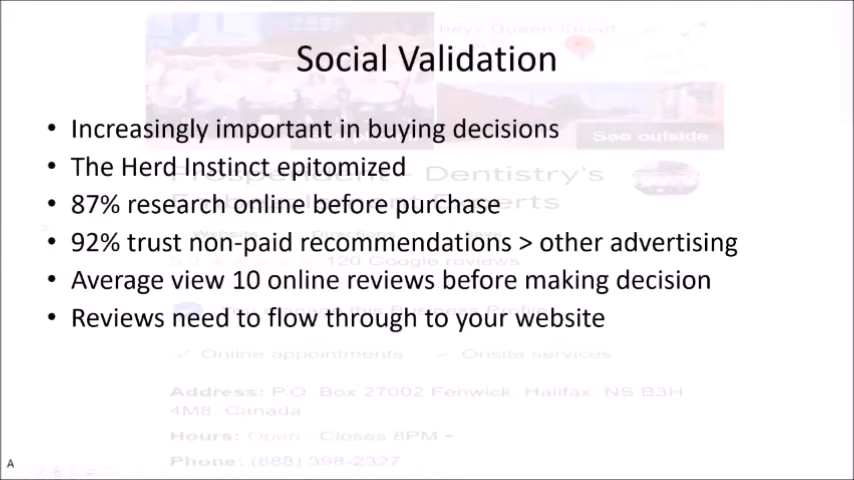 Social Validation
• Increasingly important in buying decisions
• The Herd Instinct epitomized
• 87% research online before purchase
• 92% trust non-paid recommendations > other advertising
• Average view 10 online reviews before making decision
• Reviews need to flow through to your website
See outside
Dentistry's
Experts
120 Google reviews
Online appointments
Onsite services
Address: P.O. Box 27002 Fenwick, Halifax, NS B3H
4M8, Canada
Hours: Open · Closes 8PM
Phone: (888) 398-2327
A